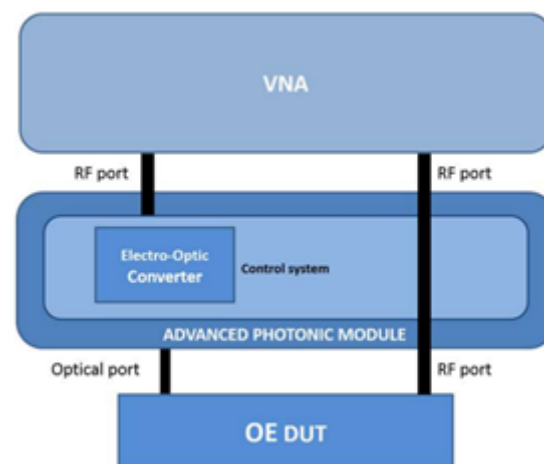 VNA
RF port
RF port
Electro-Optic
Converter
Control system
ADVANCED PHOTONIC MODULE
Optical port
RF port
OE DUT